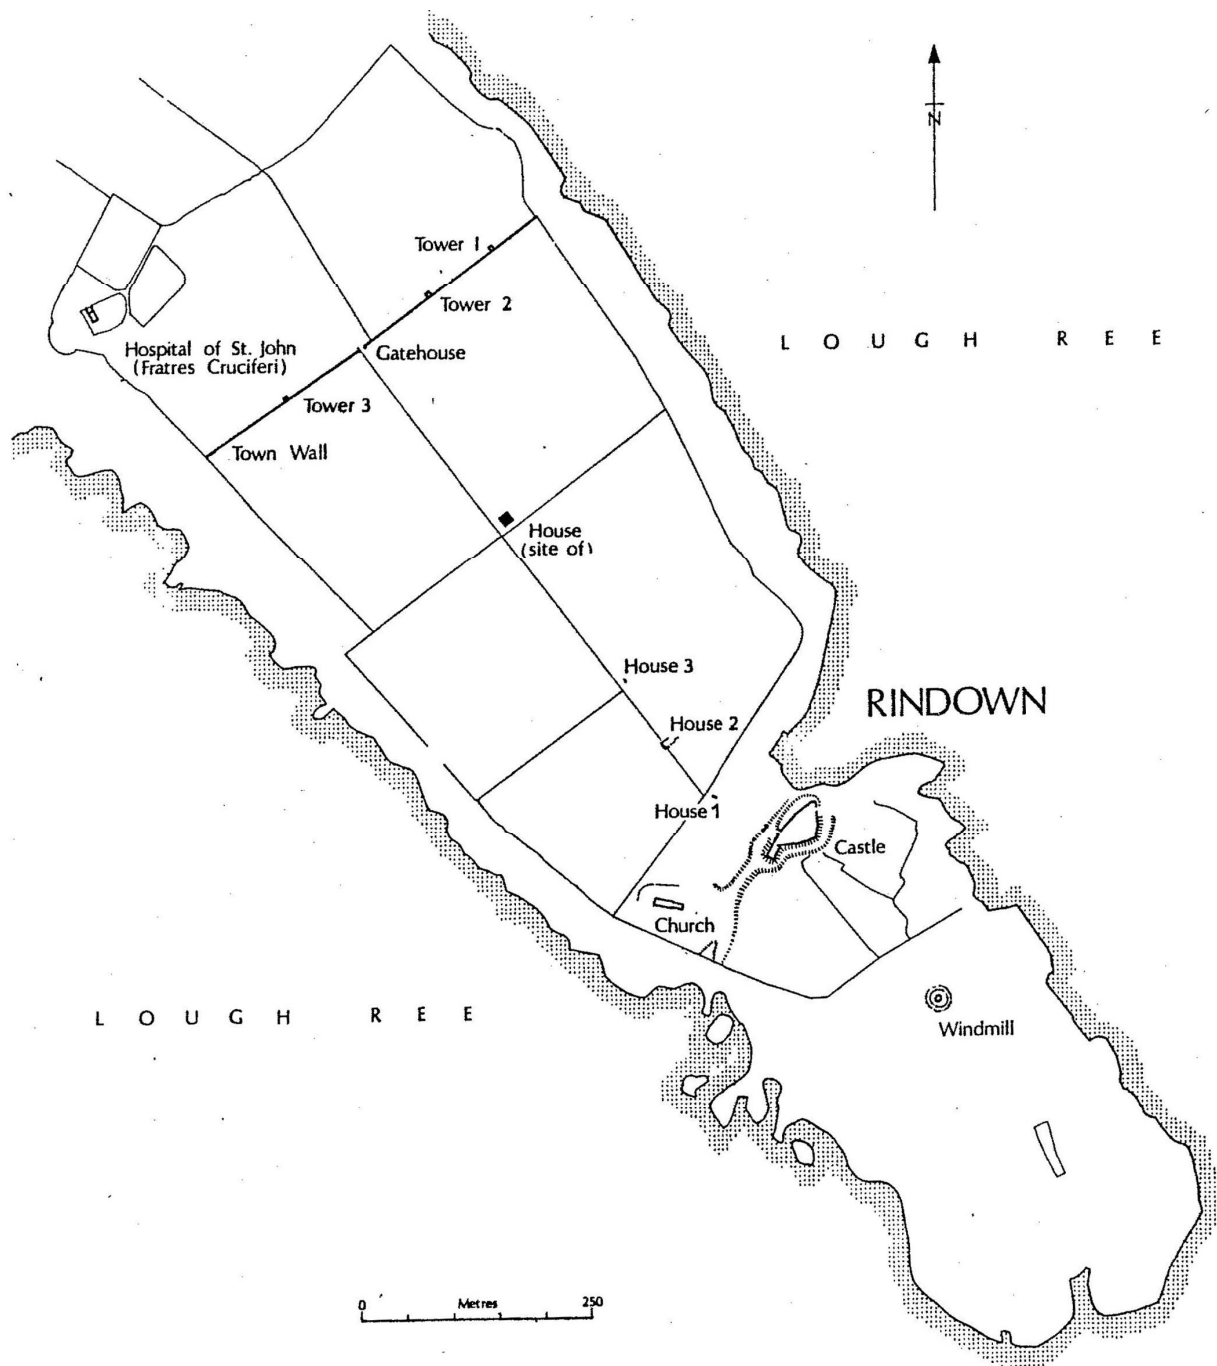 N
Tower 1
Tower 2
LOUGH REE
Hospital of St. John
(Fratres Cruciferi)
Gatehouse
Tower 3
Town Wall
House
(site of)
House 3
RINDOWN
House 2
House 1
Castle
Church
LOUGH REE
Windmill
0 Metres 250